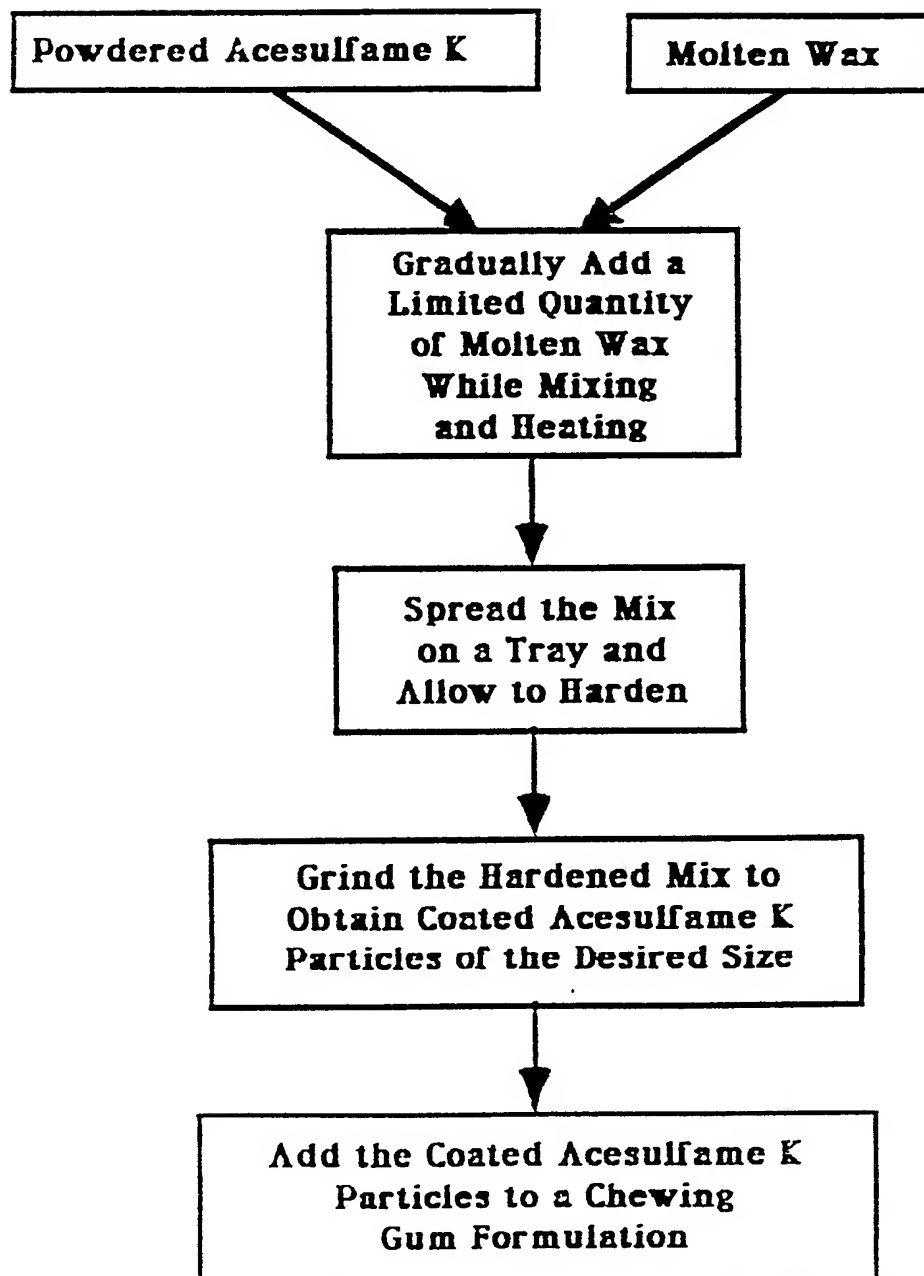 Powdered Acesulfame K
Molten Wax
Gradually Add a
Limited Quantity
of Molten Wax
While Mixing
and Heating
Spread the Mix
on a Tray and
Allow to Harden
Grind the Hardened Mix to
Obtain Coated Acesulfame K
Particles of the Desired Size
Add the Coated Acesulfame K
Particles to a Chewing
Gum Formulation